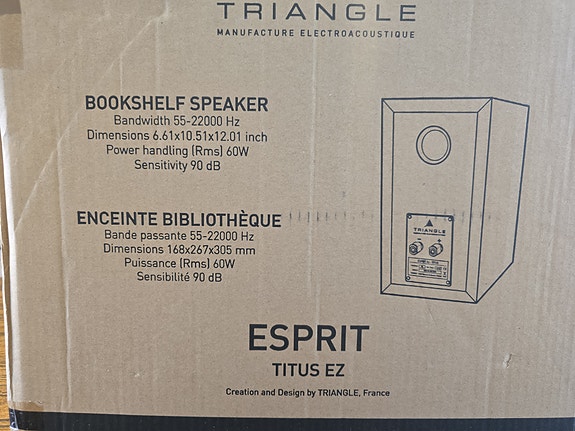 TRIANGLE
MANUFACTURE ELECTROACOUSTIQUE
BOOKSHELF SPEAKER
Bandwidth 55-22000 Hz
Dimensions 6.61x10.51x12.01 inch
Power handling (Rms) 60W
Sensitivity 90 dB
ENCEINTE BIBLIOTHÈQUE
Bande passante 55-22000 Hz
Dimensions 168x267x305 mm
Puissance (Rms) 60W
Sensibilité 90 dB
TRIANGLE
- +
ESPRIT
TITUS EZ
Creation and Design by TRIANGLE, France